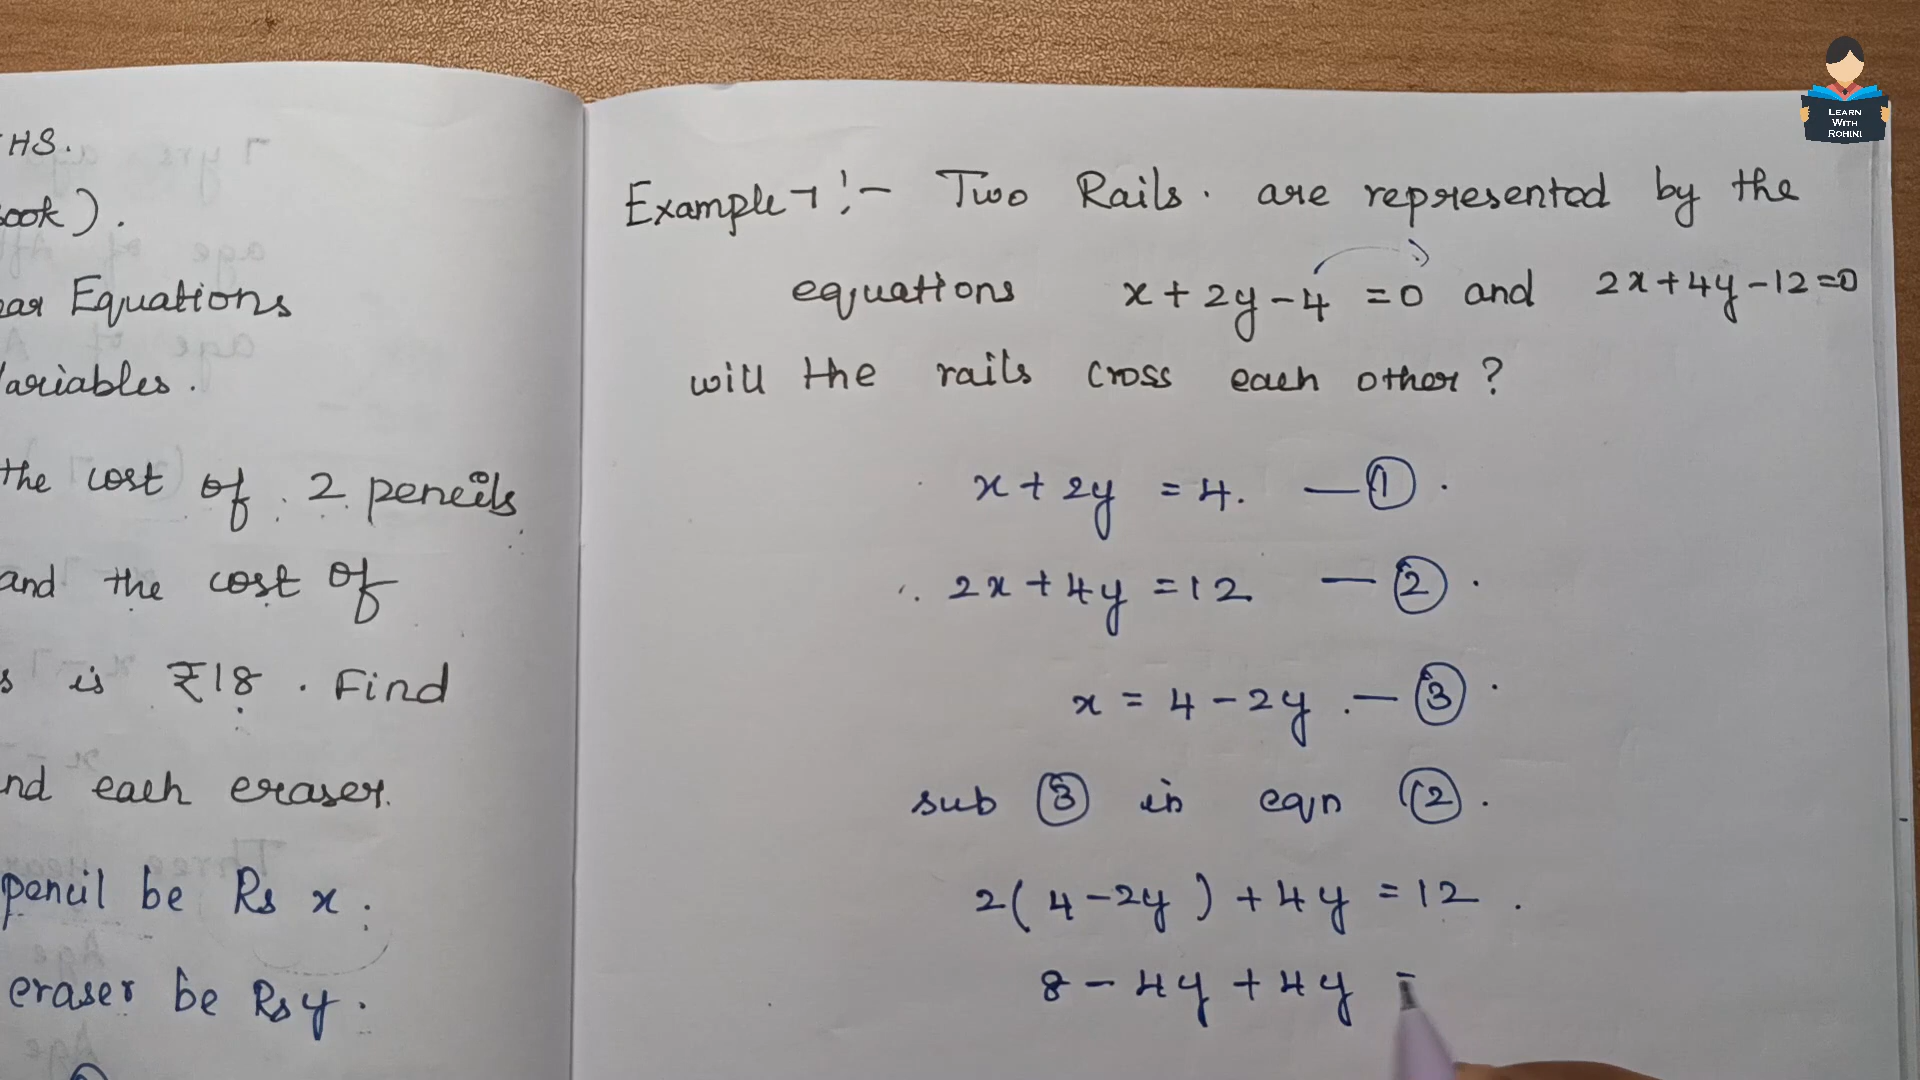 HS.
ook).
ear Equations
Variables.
the cost of 2 pencils
and the cost of
s is ₹18. Find
nd each eraser.
pencil be Rs x.
eraser be Rs y.
Example 7 :- Two Rails. are represented by the
equations x + 2y - 4 = 0 and 2x + 4y - 12 = 0
will the rails cross each other?
x + 2y = 4. — ①.
2x + 4y = 12 — ②.
x = 4 - 2y. — ③
sub ③ in eqn ②.
2(4 - 2y) + 4y = 12.
8 - 4y + 4y =
LEARN
WITH
ROHINI